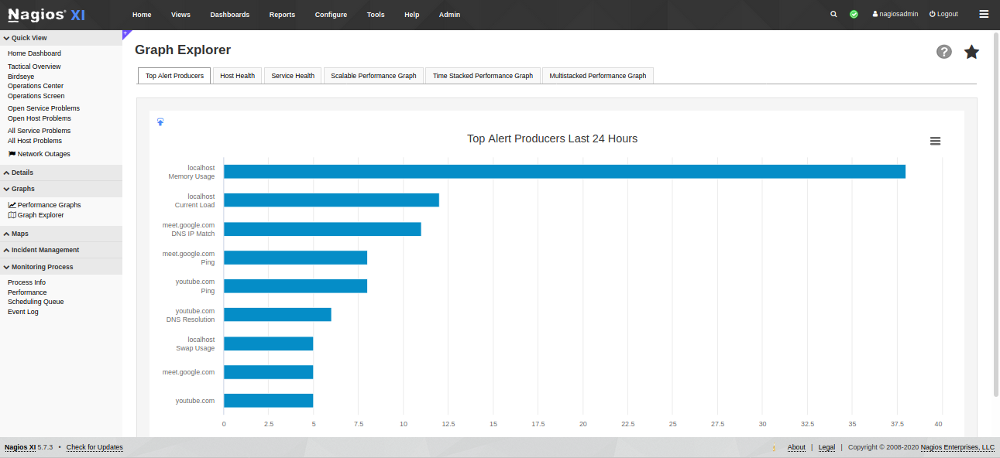 Nagios® XI
Home Views Dashboards Reports Configure Tools Help Admin
nagiosadmin Logout
Quick View
Home Dashboard
Tactical Overview
Birdseye
Operations Center
Operations Screen
Open Service Problems
Open Host Problems
All Service Problems
All Host Problems
Network Outages
Details
Graphs
Performance Graphs
Graph Explorer
Maps
Incident Management
Monitoring Process
Process Info
Performance
Scheduling Queue
Event Log
Graph Explorer
Top Alert Producers Host Health Service Health Scalable Performance Graph Time Stacked Performance Graph Multistacked Performance Graph
Top Alert Producers Last 24 Hours
localhost
Memory Usage
localhost
Current Load
meet.google.com
DNS IP Match
meet.google.com
Ping
youtube.com
Ping
youtube.com
DNS Resolution
localhost
Swap Usage
meet.google.com
youtube.com
0 2.5 5 7.5 10 12.5 15 17.5 20 22.5 25 27.5 30 32.5 35 37.5 40
Nagios XI 5.7.3 • Check for Updates
About | Legal | Copyright © 2008-2020 Nagios Enterprises, LLC